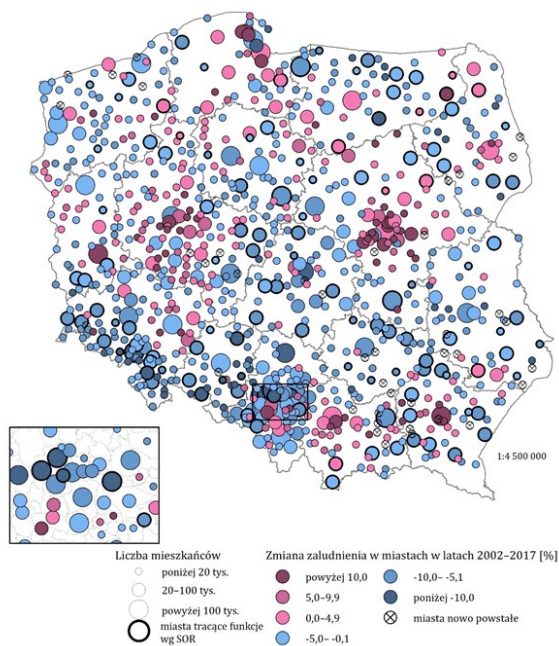 1:4 500 000
Liczba mieszkańców
poniżej 20 tys.
20–100 tys.
powyżej 100 tys.
miasta tracące funkcje
wg SOR
Zmiana zaludnienia w miastach w latach 2002–2017 [%]
powyżej 10,0
5,0–9,9
0,0–4,9
-5,0– -0,1
-10,0– -5,1
poniżej -10,0
miasta nowo powstałe